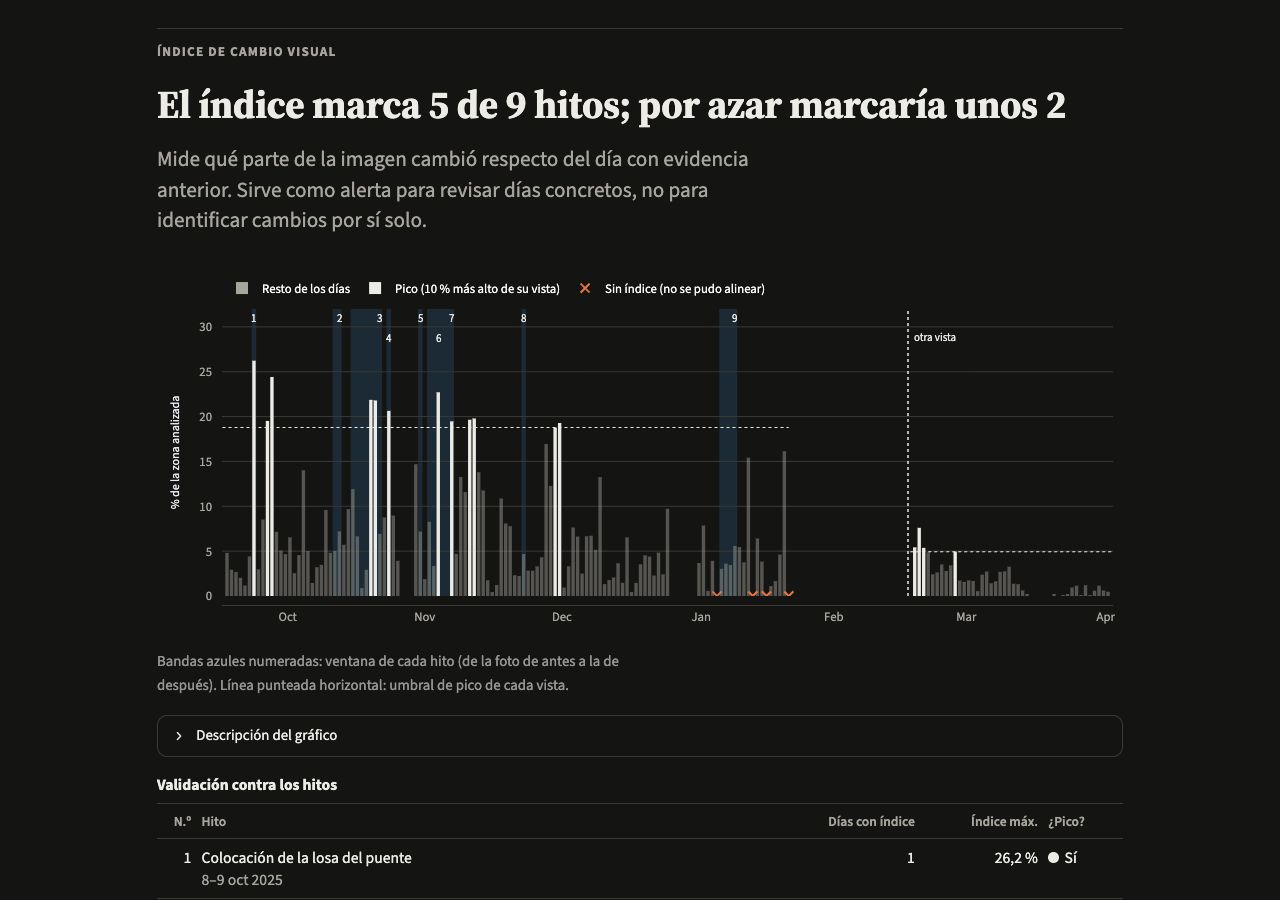 ÍNDICE DE CAMBIO VISUAL
El índice marca 5 de 9 hitos; por azar marcaría unos 2
Mide qué parte de la imagen cambió respecto del día con evidencia
anterior. Sirve como alerta para revisar días concretos, no para
identificar cambios por sí solo.
Resto de los días
Pico (10 % más alto de su vista)
Sin índice (no se pudo alinear)
1 2 3 5 7 8 9
4 6
otra vista
% de la zona analizada
30
25
20
15
10
5
0
Oct Nov Dec Jan Feb Mar Apr
Bandas azules numeradas: ventana de cada hito (de la foto de antes a la de
después). Línea punteada horizontal: umbral de pico de cada vista.
Descripción del gráfico
Validación contra los hitos
N.º Hito Días con índice Índice máx. ¿Pico?
1 Colocación de la losa del puente 1 26,2 % Sí
8–9 oct 2025